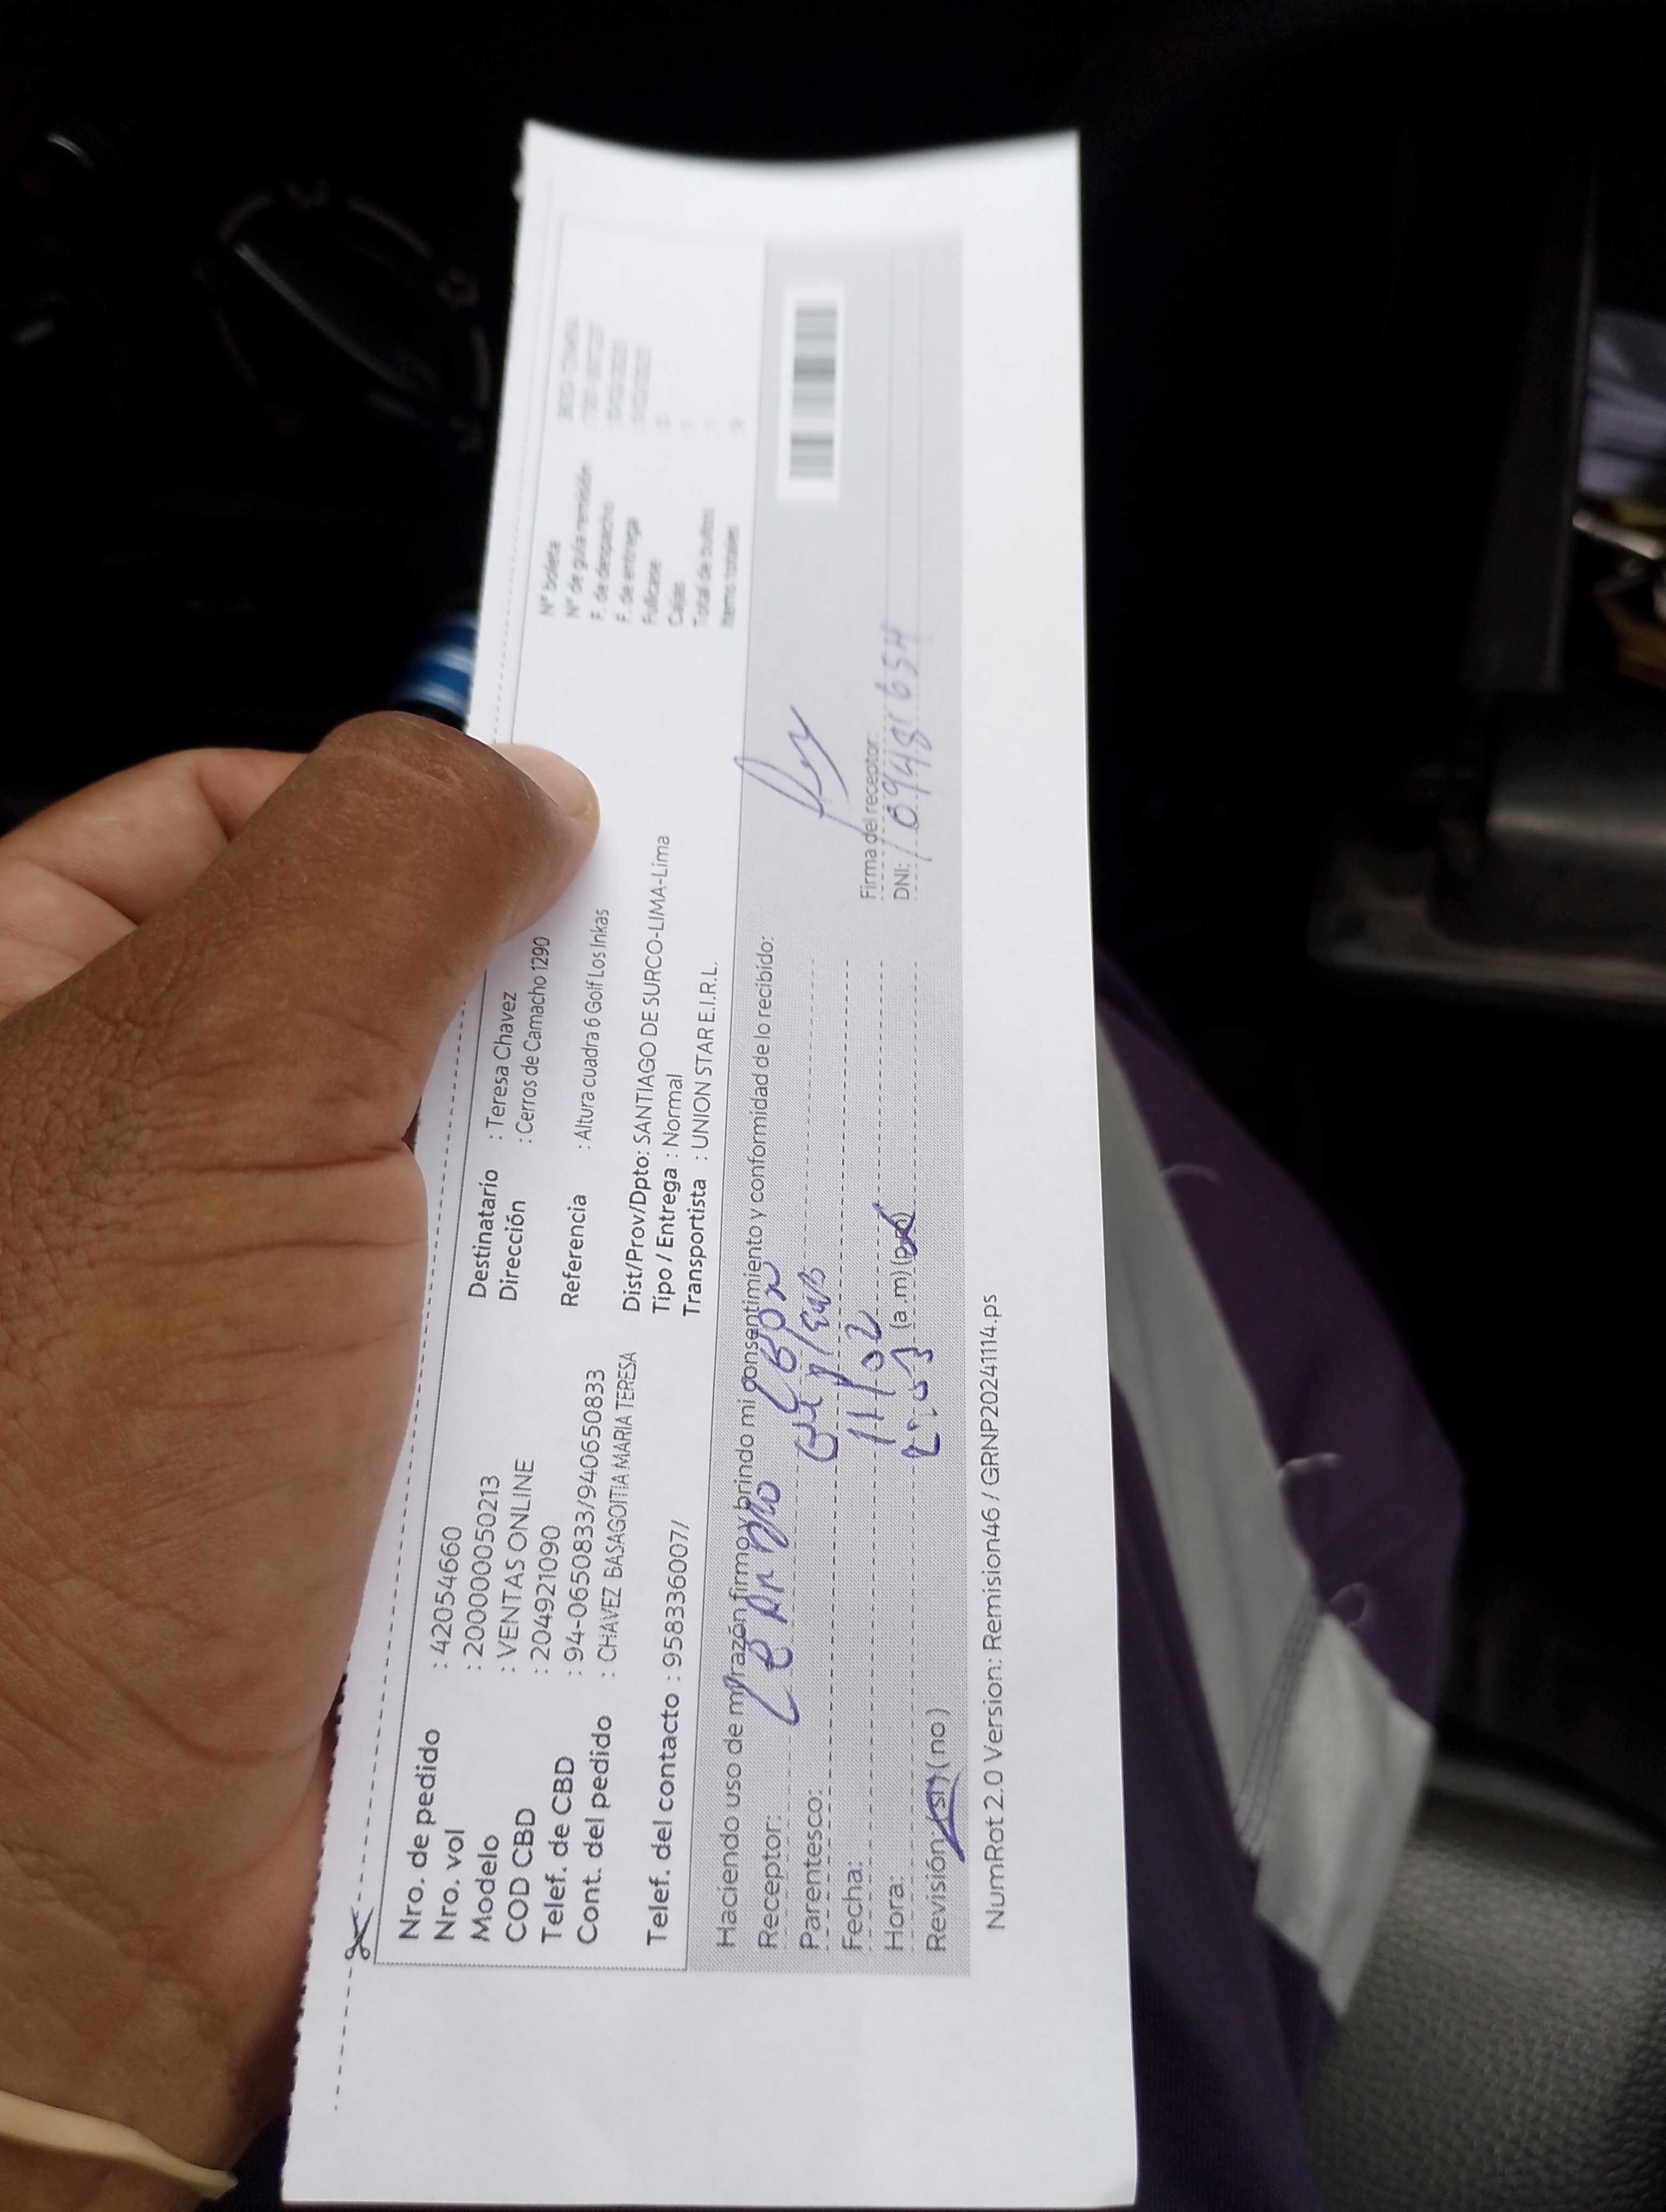 Nro. de pedido : 42054660
Nro. vol : 200000050213
Modelo : VENTAS ONLINE
COD CBD : 204921090
Telef. de CBD : 94-0650833/940650833
Cont. del pedido : CHAVEZ BASAGOITIA MARIA TERESA
Telef. del contacto : 958336007/
Destinatario : Teresa Chavez
Dirección : Cerros de Camacho 1290
Referencia : Altura cuadra 6 Golf Los Inkas
Dist/Prov/Dpto: SANTIAGO DE SURCO-LIMA-Lima
Tipo / Entrega : Normal
Transportista : UNION STAR E.I.R.L.
N° boleta
N° de guía remisión
F. de despacho
F. de entrega
Fullcase
Cajas
Total de bultos
Items totales
Haciendo uso de mi razón firmo y brindo mi consentimiento y conformidad de lo recibido:
Receptor:
Parentesco:
Fecha: 11/02
Hora: (a.m) (p.m)
Revisión (si) (no)
Firma del receptor:
DNI:
NumRot 2.0 Version: Remision46 / GRNP20241114.ps